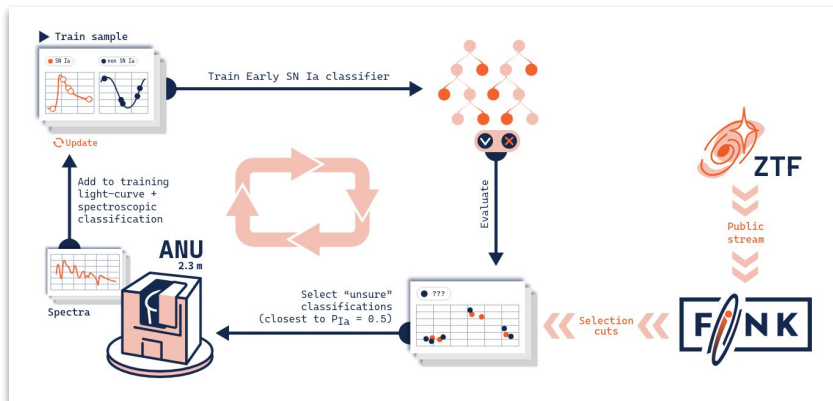 Train sample
SN Ia
non SN Ia
Train Early SN Ia classifier
Update
Add to training
light-curve +
spectroscopic
classification
Spectra
ANU
2.3 m
Evaluate
Select “unsure”
classifications
(closest to PIa = 0.5)
???
Selection
cuts
ZTF
Public
stream
FINK